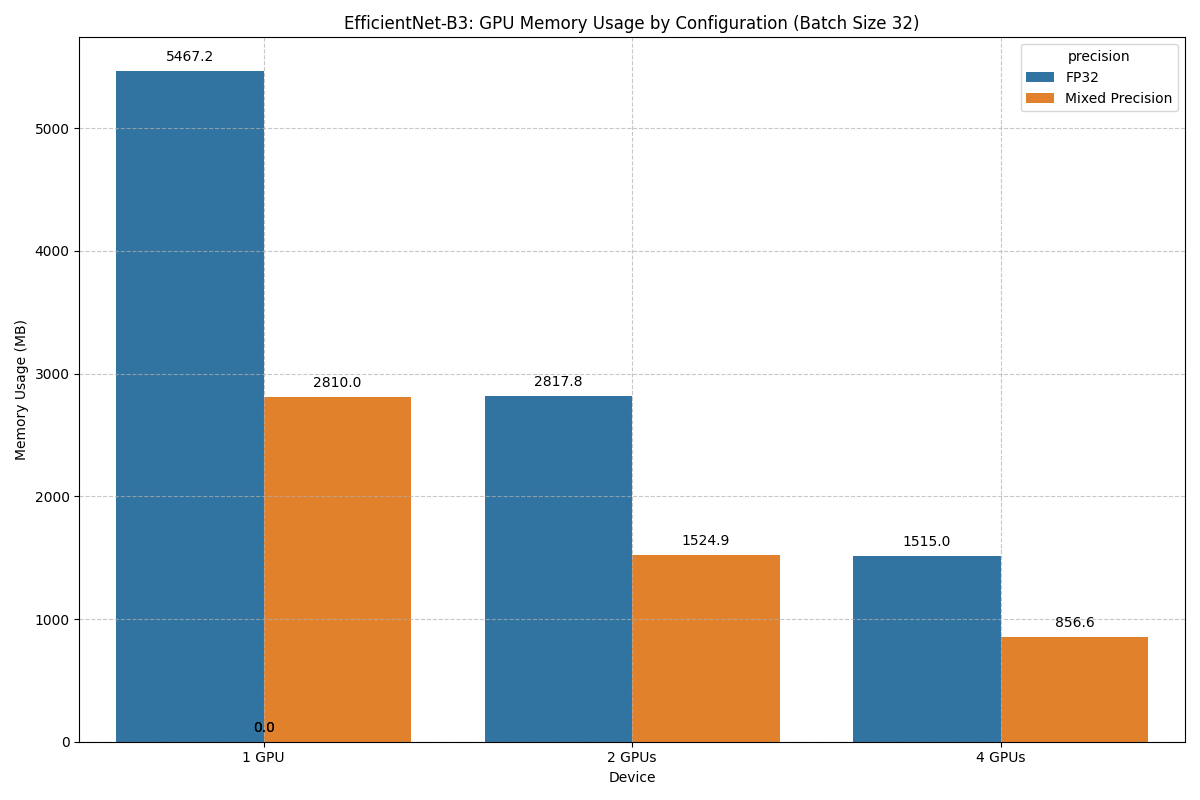 EfficientNet-B3: GPU Memory Usage by Configuration (Batch Size 32)
precision
FP32
Mixed Precision
Memory Usage (MB)
5000
4000
3000
2000
1000
0
5467.2
2810.0
2817.8
1524.9
1515.0
856.6
0.0
1 GPU
2 GPUs
4 GPUs
Device